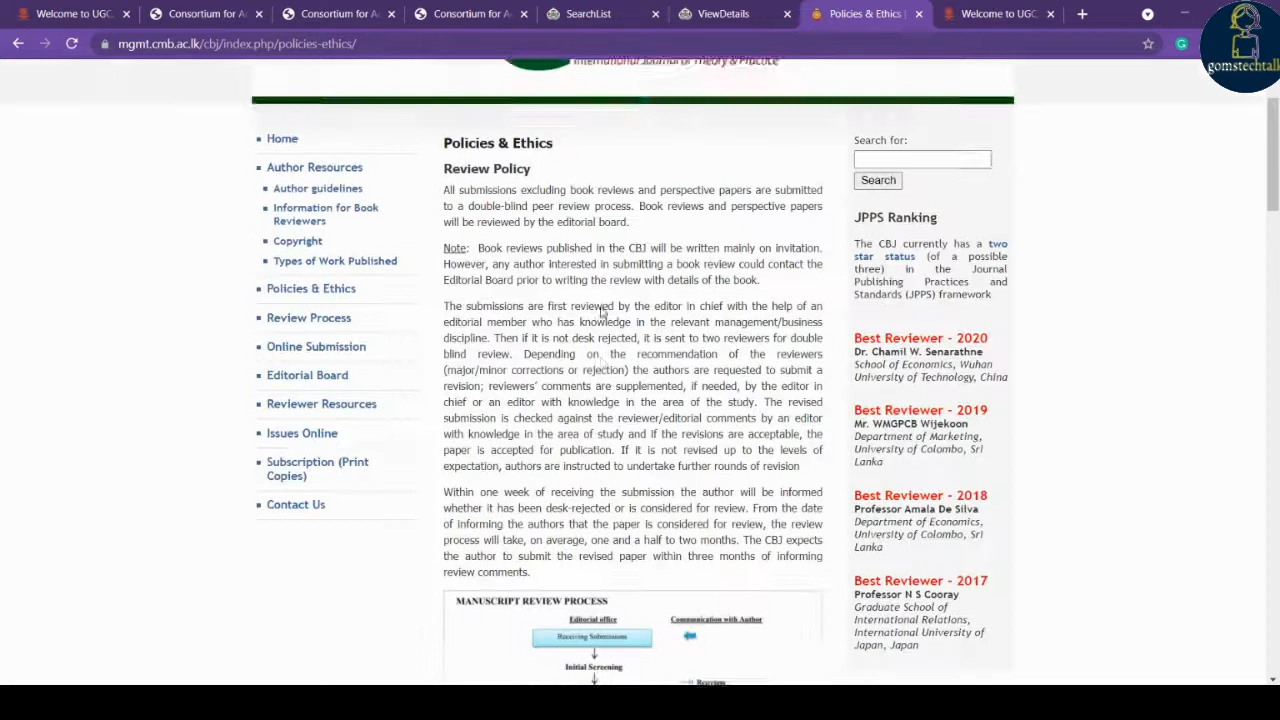 Welcome to UGC
Consortium for Ac
Consortium for Ac
Consortium for Ac
SearchList
ViewDetails
Policies & Ethics |
Welcome to UGC
mgmt.cmb.ac.lk/cbj/index.php/policies-ethics/
gomstechtalk
International Journal of Theory & Practice
Home
Author Resources
Author guidelines
Information for Book
Reviewers
Copyright
Types of Work Published
Policies & Ethics
Review Process
Online Submission
Editorial Board
Reviewer Resources
Issues Online
Subscription (Print
Copies)
Contact Us
Policies & Ethics
Review Policy
All submissions excluding book reviews and perspective papers are submitted
to a double-blind peer review process. Book reviews and perspective papers
will be reviewed by the editorial board.
Note: Book reviews published in the CBJ will be written mainly on invitation.
However, any author interested in submitting a book review could contact the
Editorial Board prior to writing the review with details of the book.
The submissions are first reviewed by the editor in chief with the help of an
editorial member who has knowledge in the relevant management/business
discipline. Then if it is not desk rejected, it is sent to two reviewers for double
blind review. Depending on the recommendation of the reviewers
(major/minor corrections or rejection) the authors are requested to submit a
revision; reviewers' comments are supplemented, if needed, by the editor in
chief or an editor with knowledge in the area of the study. The revised
submission is checked against the reviewer/editorial comments by an editor
with knowledge in the area of study and if the revisions are acceptable, the
paper is accepted for publication. If it is not revised up to the levels of
expectation, authors are instructed to undertake further rounds of revision
Within one week of receiving the submission the author will be informed
whether it has been desk-rejected or is considered for review. From the date
of informing the authors that the paper is considered for review, the review
process will take, on average, one and a half to two months. The CBJ expects
the author to submit the revised paper within three months of informing
review comments.
MANUSCRIPT REVIEW PROCESS
Editorial office
Communication with Author
Receiving Submissions
Initial Screening
Rejections
Search for:
Search
JPPS Ranking
The CBJ currently has a two
star status (of a possible
three) in the Journal
Publishing Practices and
Standards (JPPS) framework
Best Reviewer - 2020
Dr. Chamil W. Senarathne
School of Economics, Wuhan
University of Technology, China
Best Reviewer - 2019
Mr. WMGPCB Wijekoon
Department of Marketing,
University of Colombo, Sri
Lanka
Best Reviewer - 2018
Professor Amala De Silva
Department of Economics,
University of Colombo, Sri
Lanka
Best Reviewer - 2017
Professor N S Cooray
Graduate School of
International Relations,
International University of
Japan, Japan